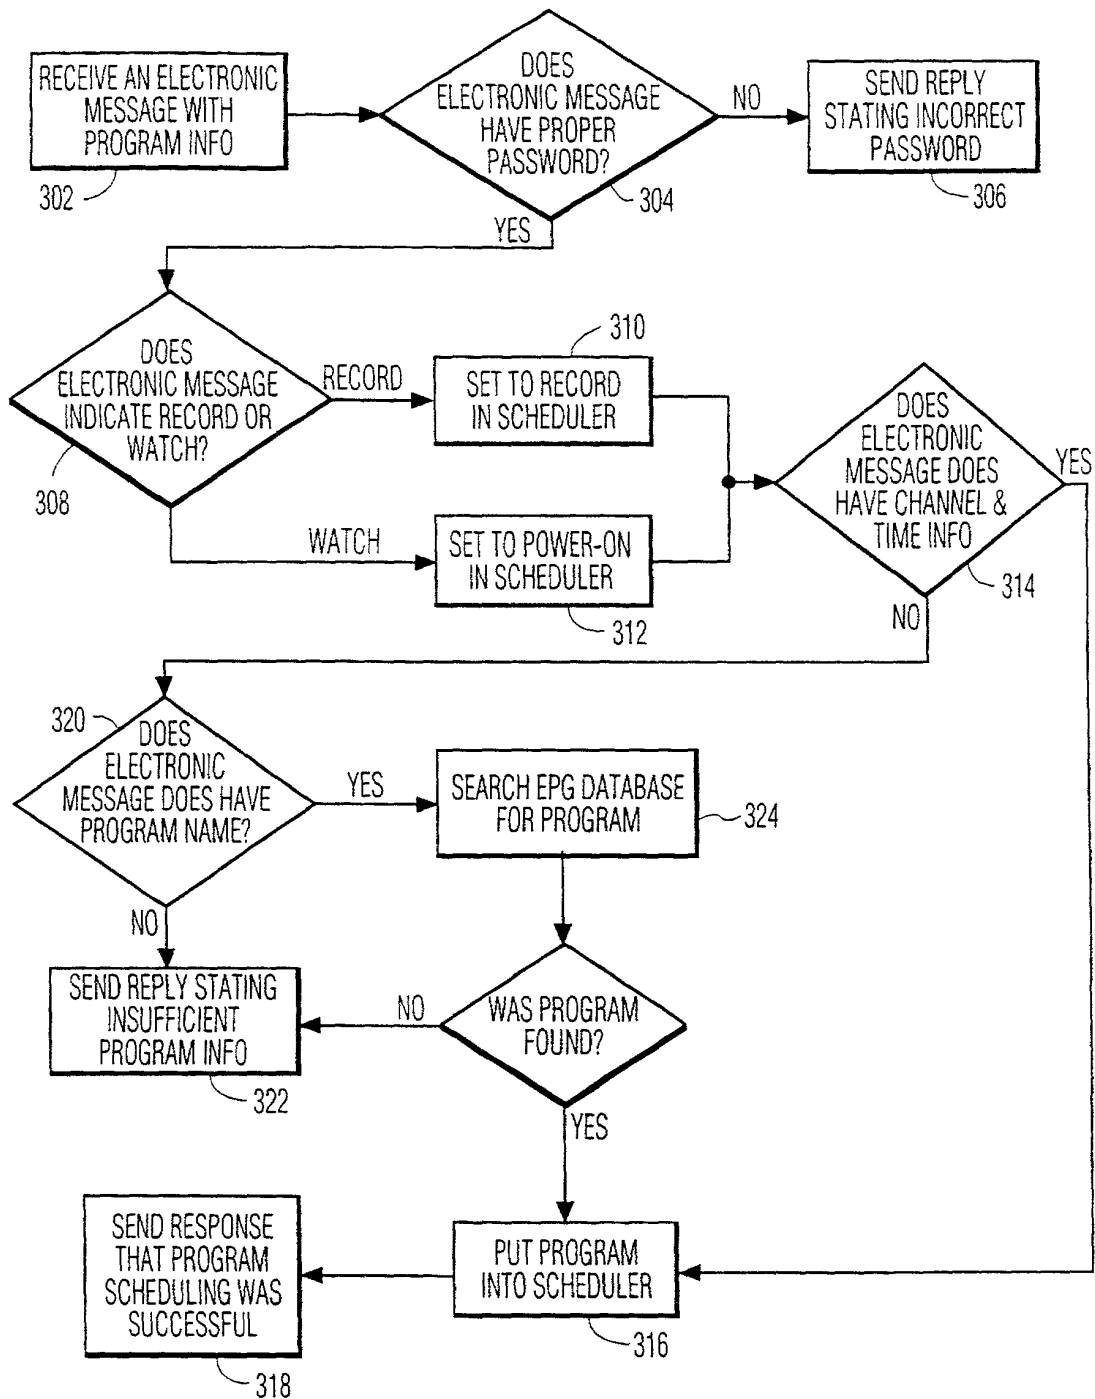 RECEIVE AN ELECTRONIC
MESSAGE WITH
PROGRAM INFO
302
DOES
ELECTRONIC MESSAGE
HAVE PROPER
PASSWORD?
304
NO
SEND REPLY
STATING INCORRECT
PASSWORD
306
YES
DOES
ELECTRONIC MESSAGE
INDICATE RECORD OR
WATCH?
308
RECORD
310
SET TO RECORD
IN SCHEDULER
WATCH
SET TO POWER-ON
IN SCHEDULER
312
DOES
ELECTRONIC
MESSAGE DOES
HAVE CHANNEL &
TIME INFO
314
YES
NO
320
DOES
ELECTRONIC
MESSAGE DOES HAVE
PROGRAM NAME?
YES
SEARCH EPG DATABASE
FOR PROGRAM
324
NO
SEND REPLY STATING
INSUFFICIENT
PROGRAM INFO
322
NO
WAS PROGRAM
FOUND?
YES
PUT PROGRAM
INTO SCHEDULER
316
SEND RESPONSE
THAT PROGRAM
SCHEDULING WAS
SUCCESSFUL
318